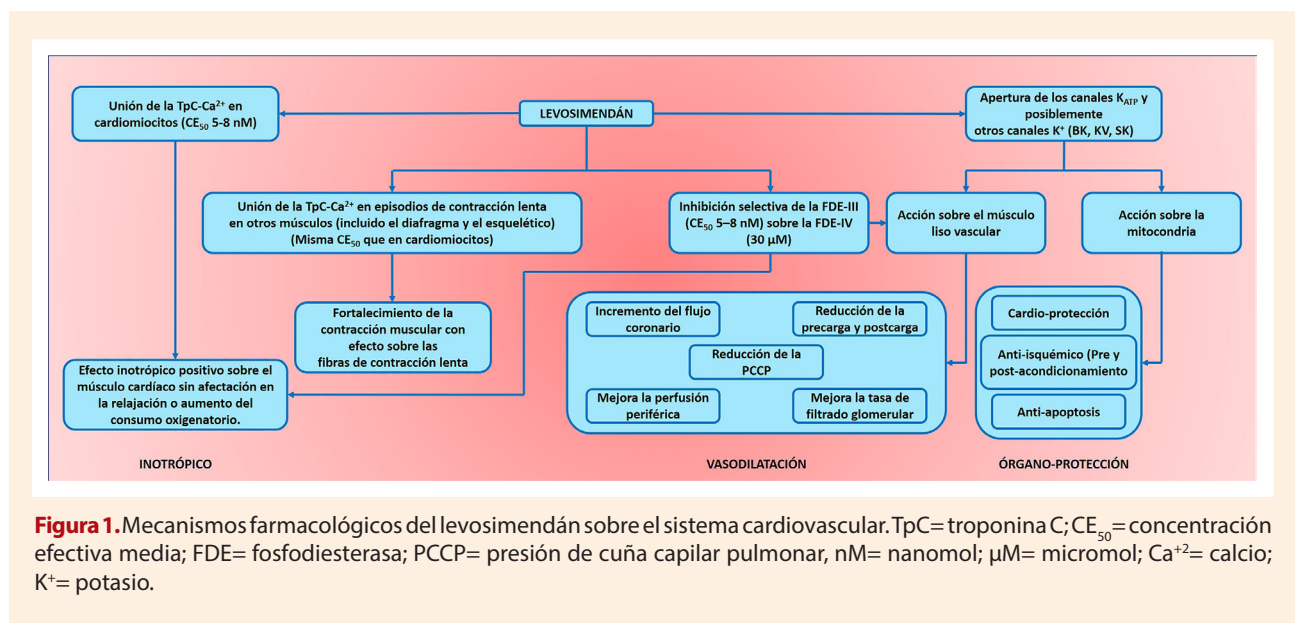 Unión de la TpC-Ca²⁺ en
cardiomiocitos (CE₅₀ 5-8 nM)
LEVOSIMENDÁN
Apertura de los canales K_ATP y
posiblemente
otros canales K⁺ (BK, KV, SK)
Unión de la TpC-Ca²⁺ en episodios de contracción lenta
en otros músculos (incluido el diafragma y el esquelético)
(Misma CE₅₀ que en cardiomiocitos)
Inhibición selectiva de la FDE-III
(CE₅₀ 5–8 nM) sobre la FDE-IV
(30 µM)
Acción sobre el músculo
liso vascular
Acción sobre la
mitocondria
Fortalecimiento de la
contracción muscular con
efecto sobre las
fibras de contracción lenta
Efecto inotrópico positivo sobre el
músculo cardíaco sin afectación en
la relajación o aumento del
consumo oxigenatorio.
Incremento del flujo
coronario
Reducción de la
precarga y postcarga
Reducción de la
PCCP
Mejora la perfusión
periférica
Mejora la tasa de
filtrado glomerular
Cardio-protección
Anti-isquémico (Pre y
post-acondicionamiento
Anti-apoptosis
INOTRÓPICO
VASODILATACIÓN
ÓRGANO-PROTECCIÓN
Figura 1. Mecanismos farmacológicos del levosimendán sobre el sistema cardiovascular. TpC= troponina C; CE₅₀= concentración
efectiva media; FDE= fosfodiesterasa; PCCP= presión de cuña capilar pulmonar, nM= nanomol; µM= micromol; Ca⁺²= calcio;
K⁺= potasio.